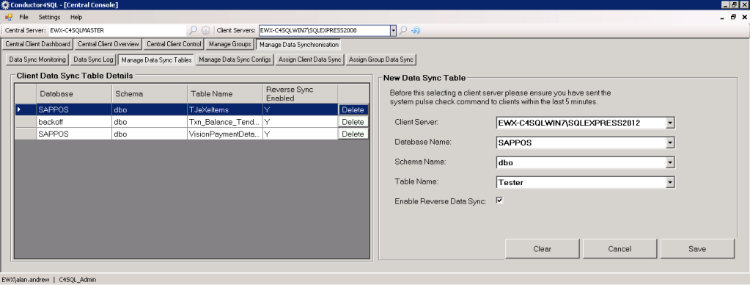 Conductor4SQL - [Central Console]
File Settings Help
Central Server: EWX-C4SQLMASTER Client Servers: EWX-C4SQLWIN7\SQLEXPRESS2008
Central Client Dashboard Central Client Overview Central Client Control Manage Groups Manage Data Synchronisation
Data Sync Monitoring Data Sync Log Manage Data Sync Tables Manage Data Sync Configs Assign Client Data Sync Assign Group Data Sync
Client Data Sync Table Details
Database Schema Table Name Reverse Sync Enabled
SAPPOS dbo TJeXeItems Y Delete
backoff dbo Txn_Balance_Tend... Y Delete
SAPPOS dbo VisionPaymentDeta... Y Delete
New Data Sync Table
Before this selecting a client server please ensure you have sent the
system pulse check command to clients within the last 5 minutes.
Client Server: EWX-C4SQLWIN7\SQLEXPRESS2012
Database Name: SAPPOS
Schema Name: dbo
Table Name: Tester
Enable Reverse Data Sync:
Clear Cancel Save
EWX\alan.andrew | C4SQL_Admin